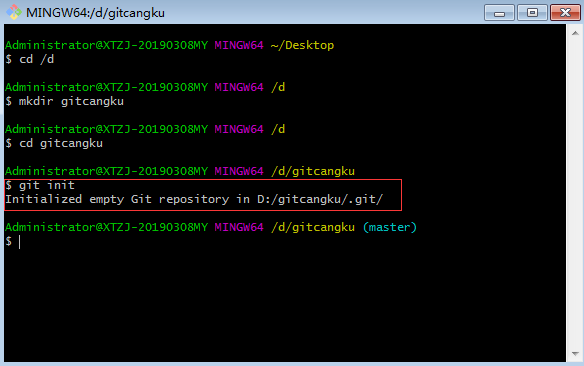 MINGW64:/d/gitcangku
Administrator@XTZJ-20190308MY MINGW64 ~/Desktop
$ cd /d
Administrator@XTZJ-20190308MY MINGW64 /d
$ mkdir gitcangku
Administrator@XTZJ-20190308MY MINGW64 /d
$ cd gitcangku
Administrator@XTZJ-20190308MY MINGW64 /d/gitcangku
$ git init
Initialized empty Git repository in D:/gitcangku/.git/
Administrator@XTZJ-20190308MY MINGW64 /d/gitcangku (master)
$